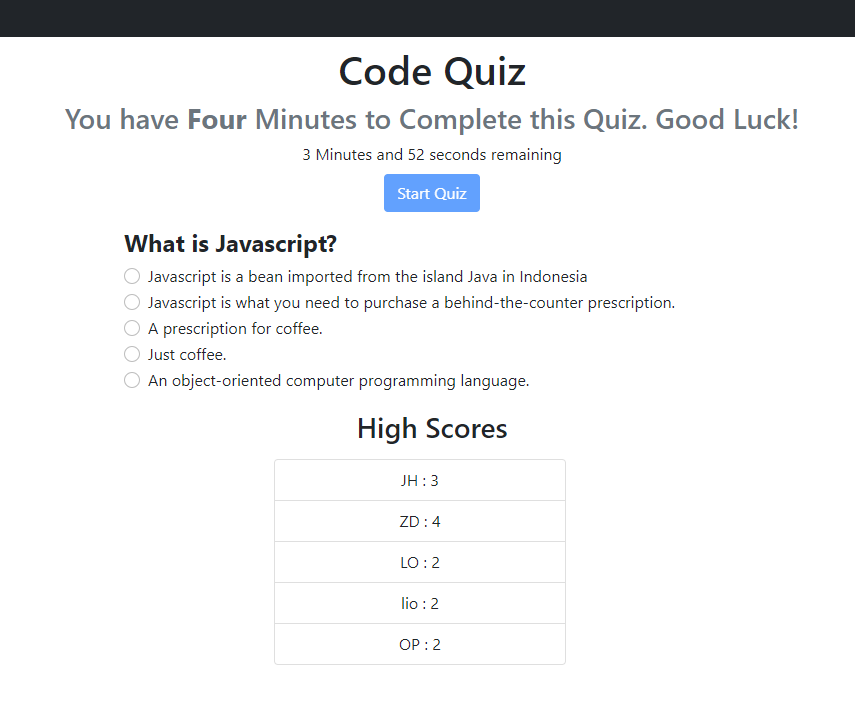 Code Quiz
You have Four Minutes to Complete this Quiz. Good Luck!
3 Minutes and 52 seconds remaining
Start Quiz
What is Javascript?
Javascript is a bean imported from the island Java in Indonesia
Javascript is what you need to purchase a behind-the-counter prescription.
A prescription for coffee.
Just coffee.
An object-oriented computer programming language.
High Scores
JH : 3
ZD : 4
LO : 2
lio : 2
OP : 2